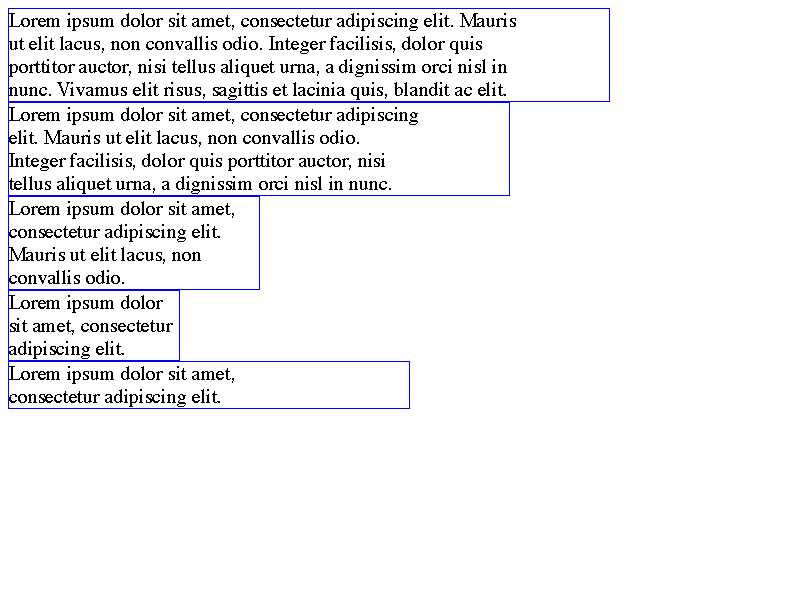 Lorem ipsum dolor sit amet, consectetur adipiscing elit. Mauris
ut elit lacus, non convallis odio. Integer facilisis, dolor quis
porttitor auctor, nisi tellus aliquet urna, a dignissim orci nisl in
nunc. Vivamus elit risus, sagittis et lacinia quis, blandit ac elit.
Lorem ipsum dolor sit amet, consectetur adipiscing
elit. Mauris ut elit lacus, non convallis odio.
Integer facilisis, dolor quis porttitor auctor, nisi
tellus aliquet urna, a dignissim orci nisl in nunc.
Lorem ipsum dolor sit amet,
consectetur adipiscing elit.
Mauris ut elit lacus, non
convallis odio.
Lorem ipsum dolor
sit amet, consectetur
adipiscing elit.
Lorem ipsum dolor sit amet,
consectetur adipiscing elit.